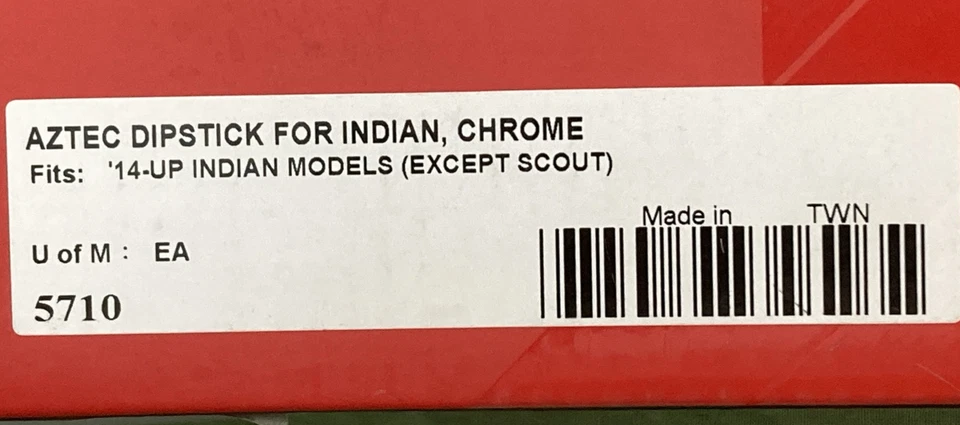 AZTEC DIPSTICK FOR INDIAN, CHROME
Fits: '14-UP INDIAN MODELS (EXCEPT SCOUT)
Made in TWN
U of M : EA
5710